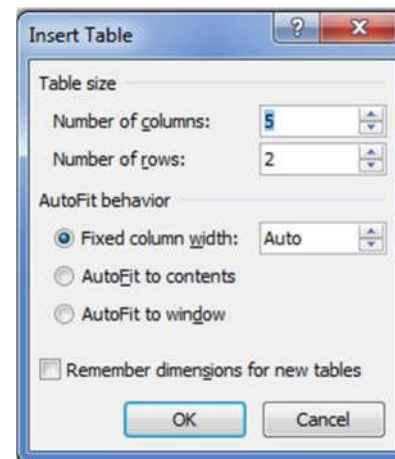 Insert Table
?
Table size
Number of columns: 5
Number of rows: 2
AutoFit behavior
Fixed column width: Auto
AutoFit to contents
AutoFit to window
Remember dimensions for new tables
OK Cancel